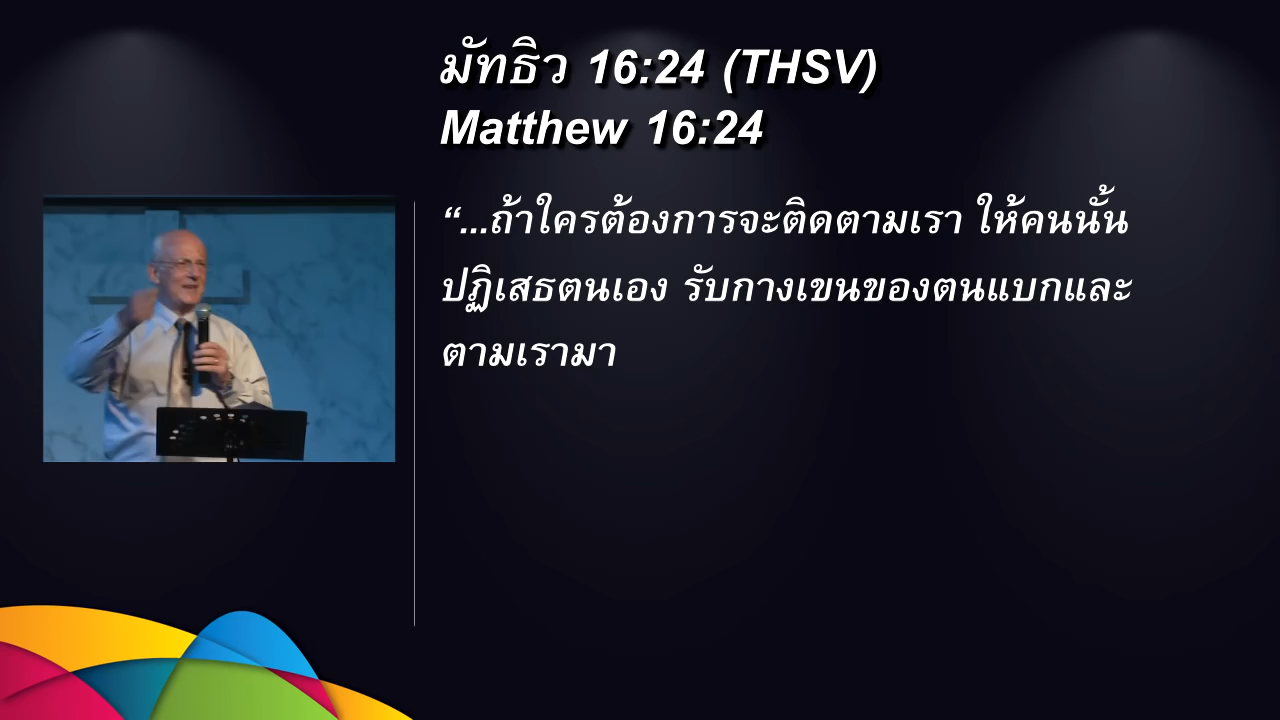 มัทธิว 16:24 (THSV)
Matthew 16:24
“...ถ้าใครต้องการจะติดตามเรา ให้คนนั้น
ปฏิเสธตนเอง รับกางเขนของตนแบกและ
ตามเรามา